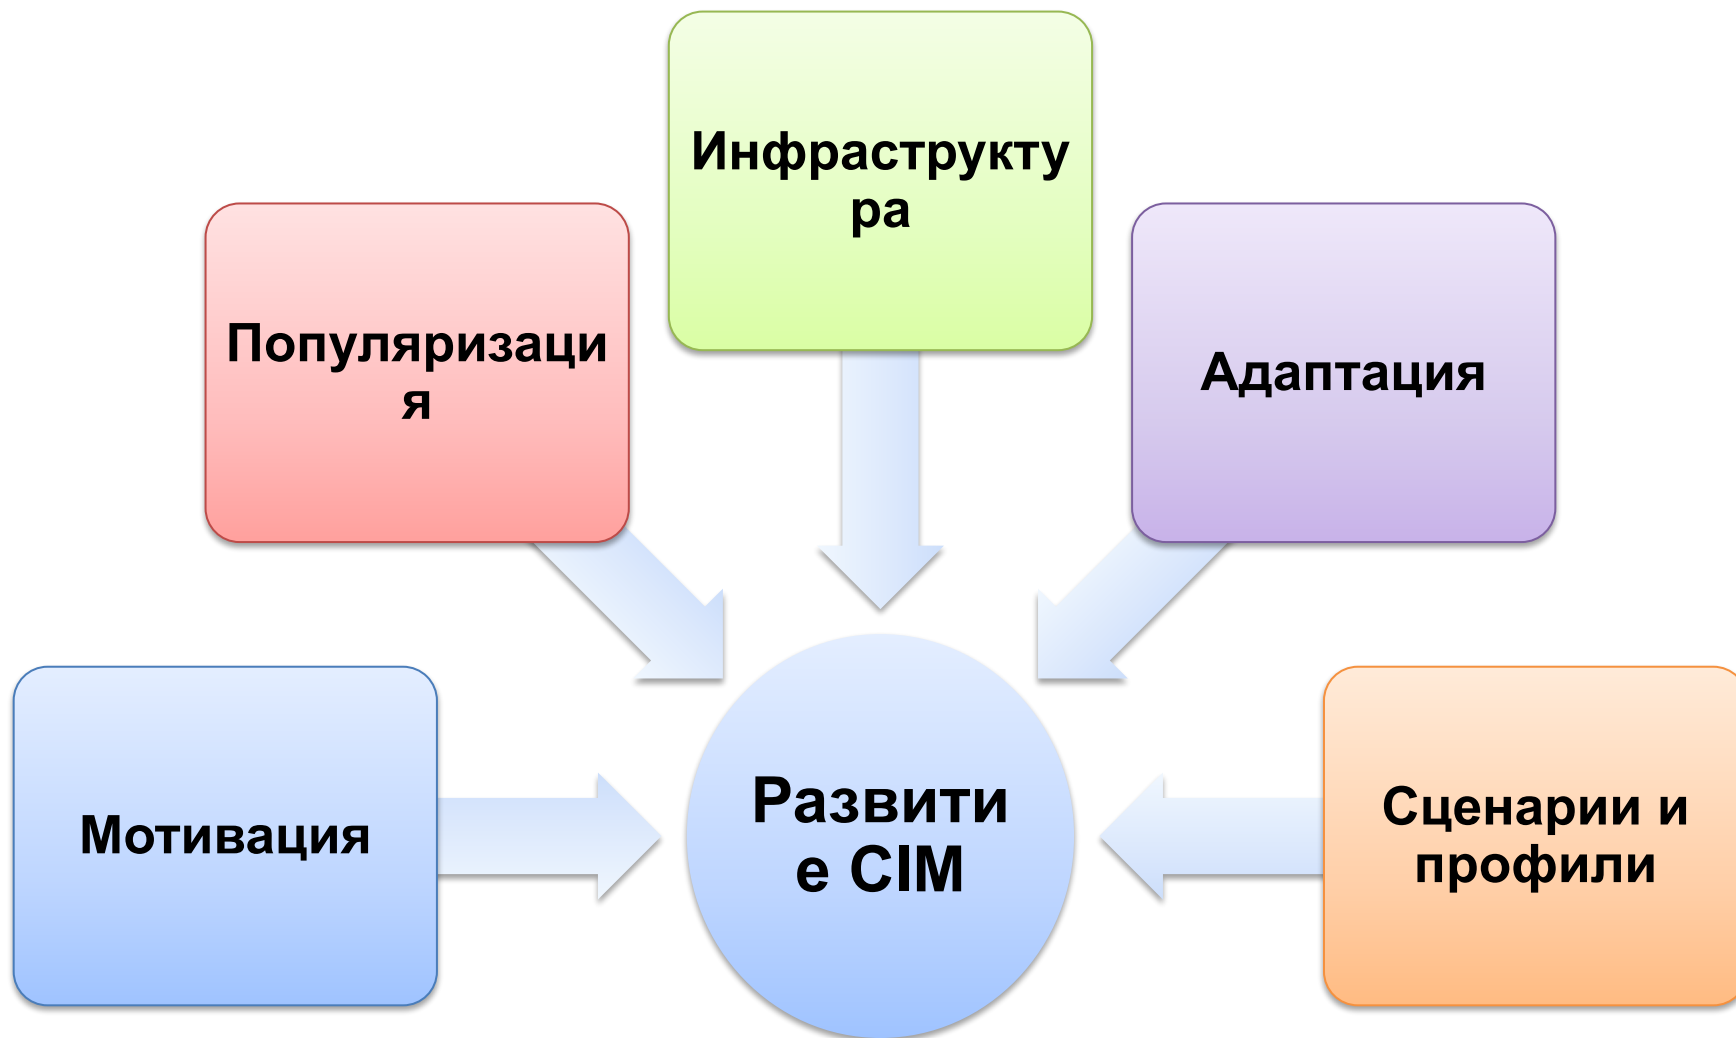 Инфраструкту
ра
Популяризаци
я
Адаптация
Мотивация
Развити
е CIM
Сценарии и
профили